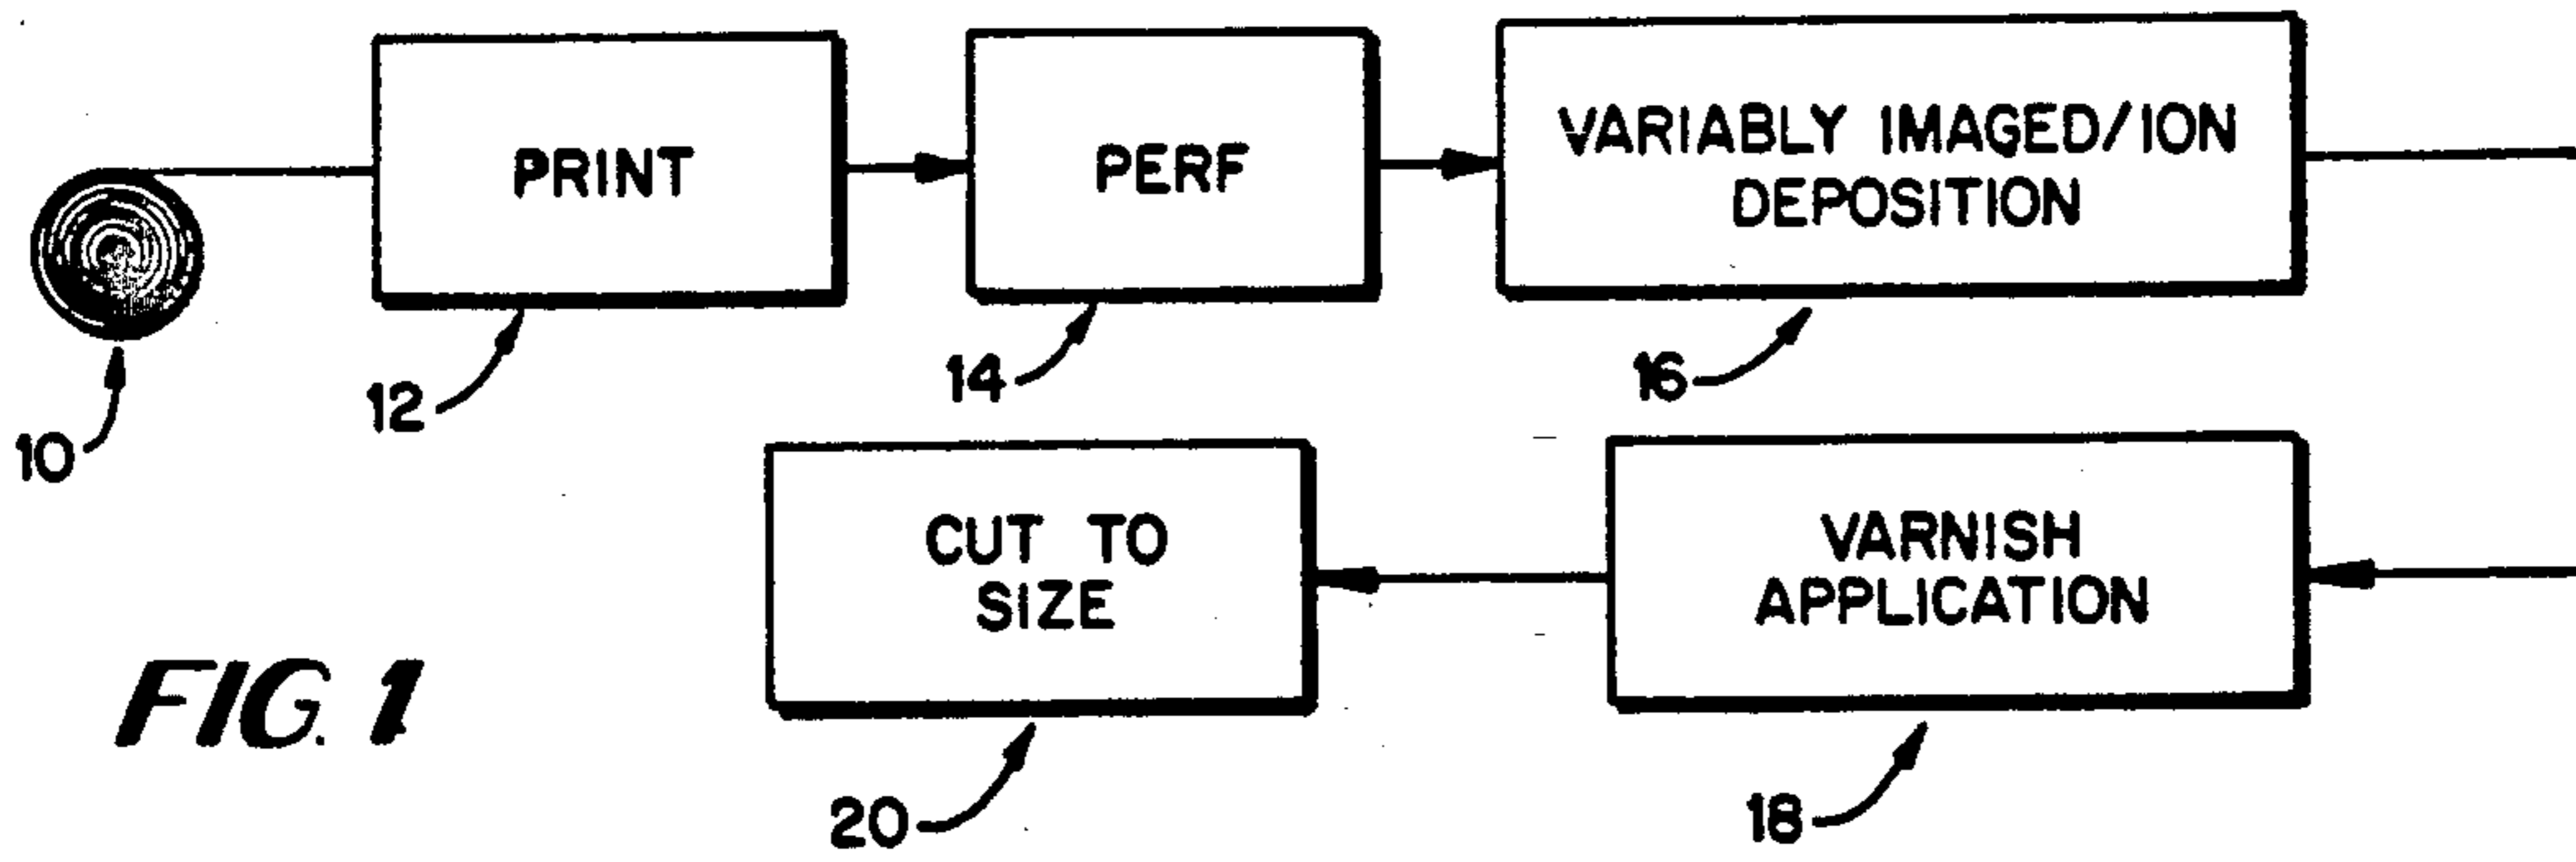 PRINT
PERF
VARIABLY IMAGED/ION
DEPOSITION
10
12
14
16
CUT TO
SIZE
VARNISH
APPLICATION
FIG. 1
20
18